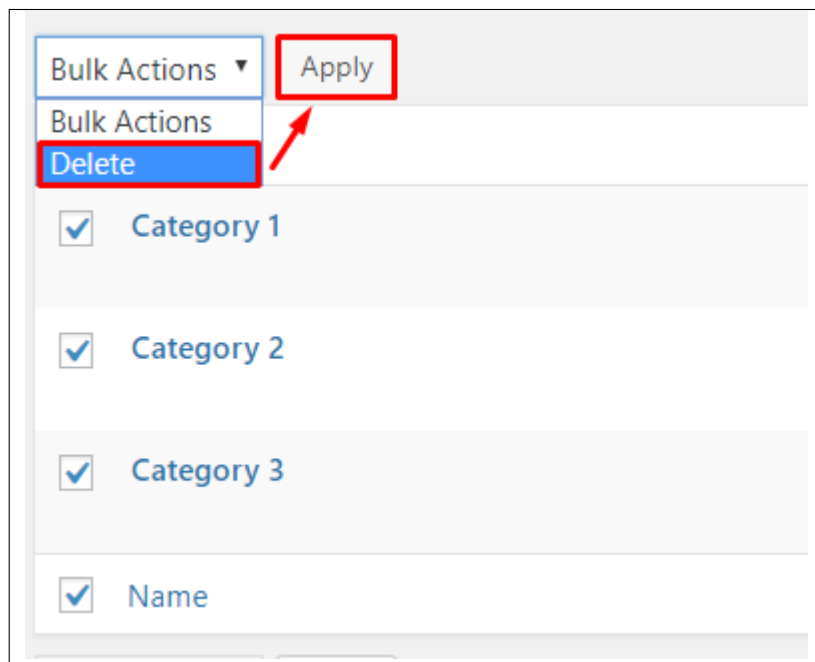 Bulk Actions Apply
Bulk Actions
Delete
Category 1
Category 2
Category 3
Name